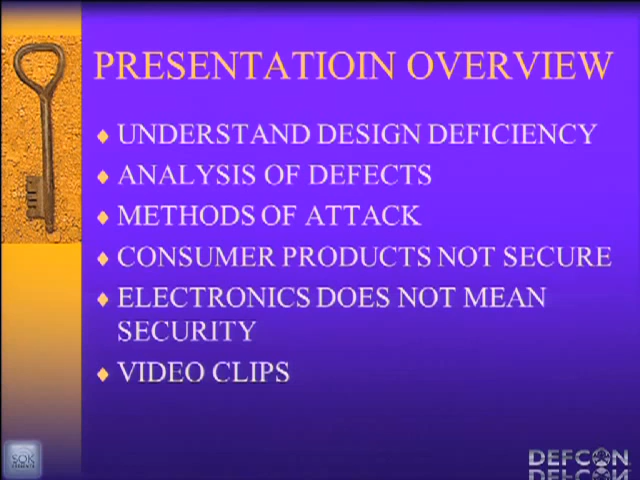 PRESENTATIOIN OVERVIEW
UNDERSTAND DESIGN DEFICIENCY
ANALYSIS OF DEFECTS
METHODS OF ATTACK
CONSUMER PRODUCTS NOT SECURE
ELECTRONICS DOES NOT MEAN
SECURITY
VIDEO CLIPS
SOK
DEFCON